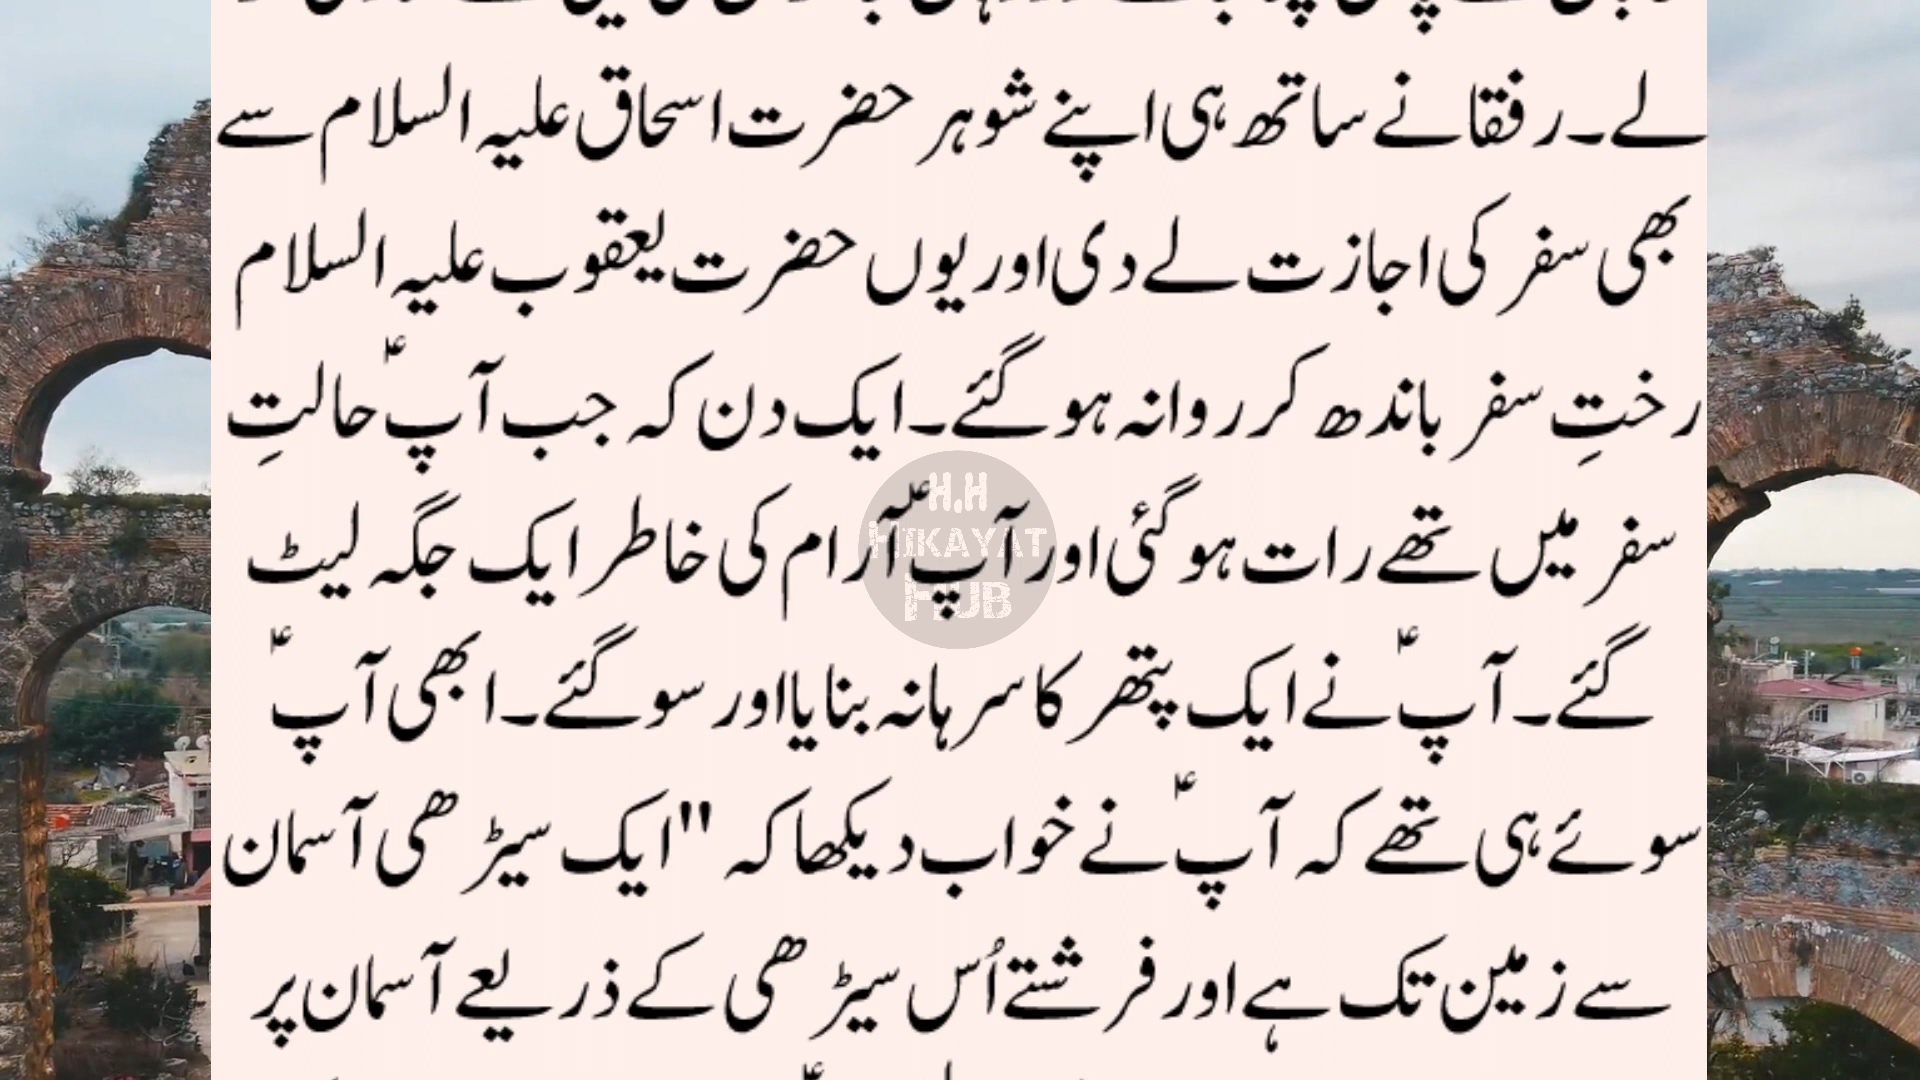 لے۔رفقا نے ساتھ ہی اپنے شوہر حضرت اسحاق علیہ السلام سے
بھی سفر کی اجازت لے دی اور یوں حضرت یعقوب علیہ السلام
رختِ سفر باندھ کر روانہ ہو گئے۔ایک دن کہ جب آپؑ حالتِ
سفر میں تھے رات ہو گئی اور آپؑ آرام کی خاطر ایک جگہ لیٹ
گئے۔آپؑ نے ایک پتھر کا سرہانہ بنایا اور سو گئے۔ابھی آپؑ
سوئے ہی تھے کہ آپؑ نے خواب دیکھا کہ "ایک سیڑھی آسمان
سے زمین تک ہے اور فرشتے اُس سیڑھی کے ذریعے آسمان پر
H.H
HIKAYAT
HUB